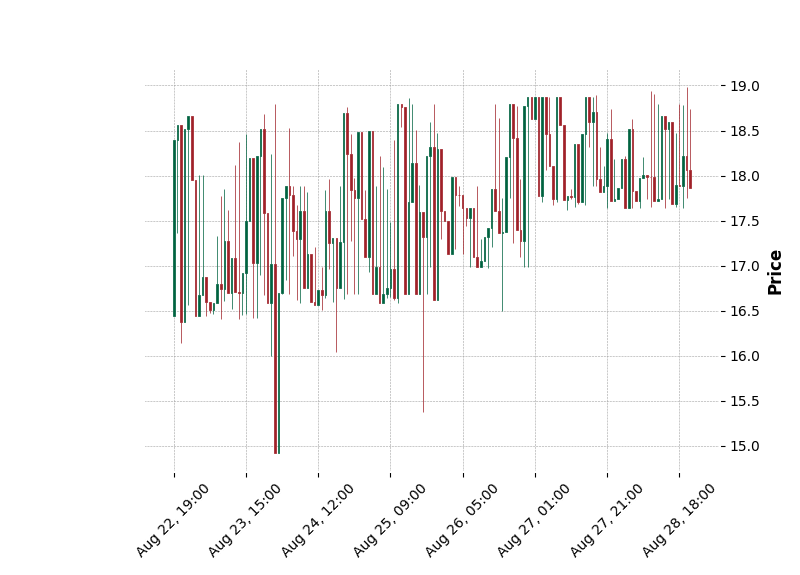 19.0
18.5
18.0
17.5
17.0
16.5
16.0
15.5
15.0
Price
Aug 22, 19:00
Aug 23, 15:00
Aug 24, 12:00
Aug 25, 09:00
Aug 26, 05:00
Aug 27, 01:00
Aug 27, 21:00
Aug 28, 18:00